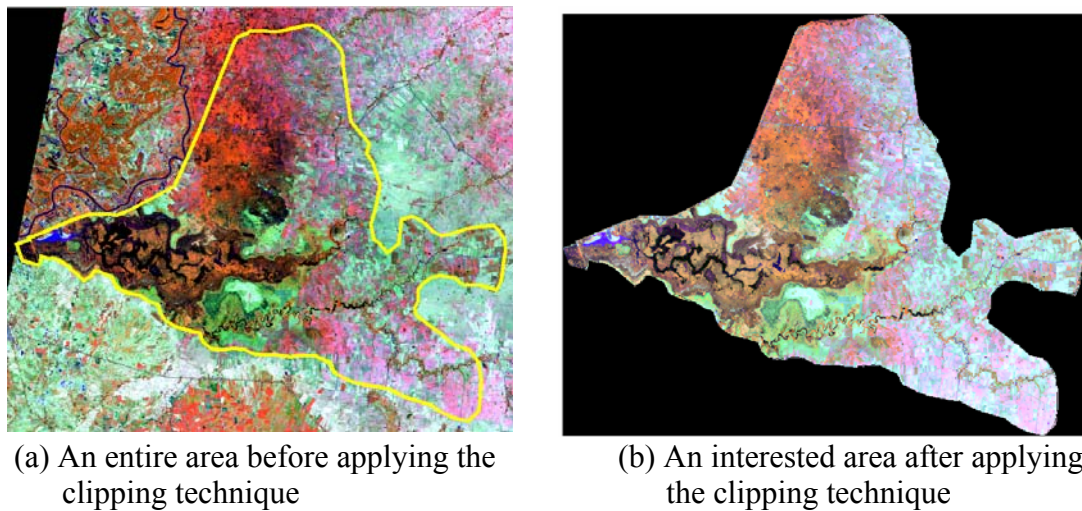 (a) An entire area before applying the
clipping technique
(b) An interested area after applying
the clipping technique